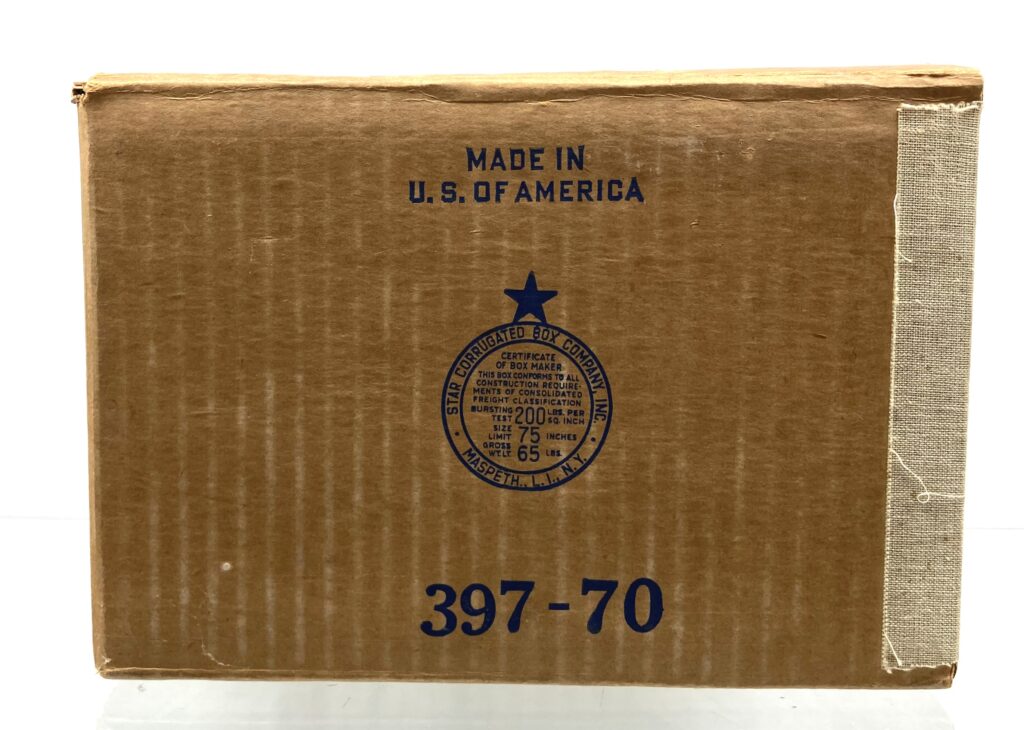 MADE IN
U. S. OF AMERICA
STAR CORRUGATED BOX COMPANY, INC.
CERTIFICATE
OF BOX MAKER
THIS BOX CONFORMS TO ALL
CONSTRUCTION REQUIRE-
MENTS OF CONSOLIDATED
FREIGHT CLASSIFICATION
BURSTING TEST 200 LBS. PER SQ. INCH
SIZE LIMIT 75 INCHES
GROSS WT. LT. 65 LBS.
MASPETH., L. I., N. Y.
397-70